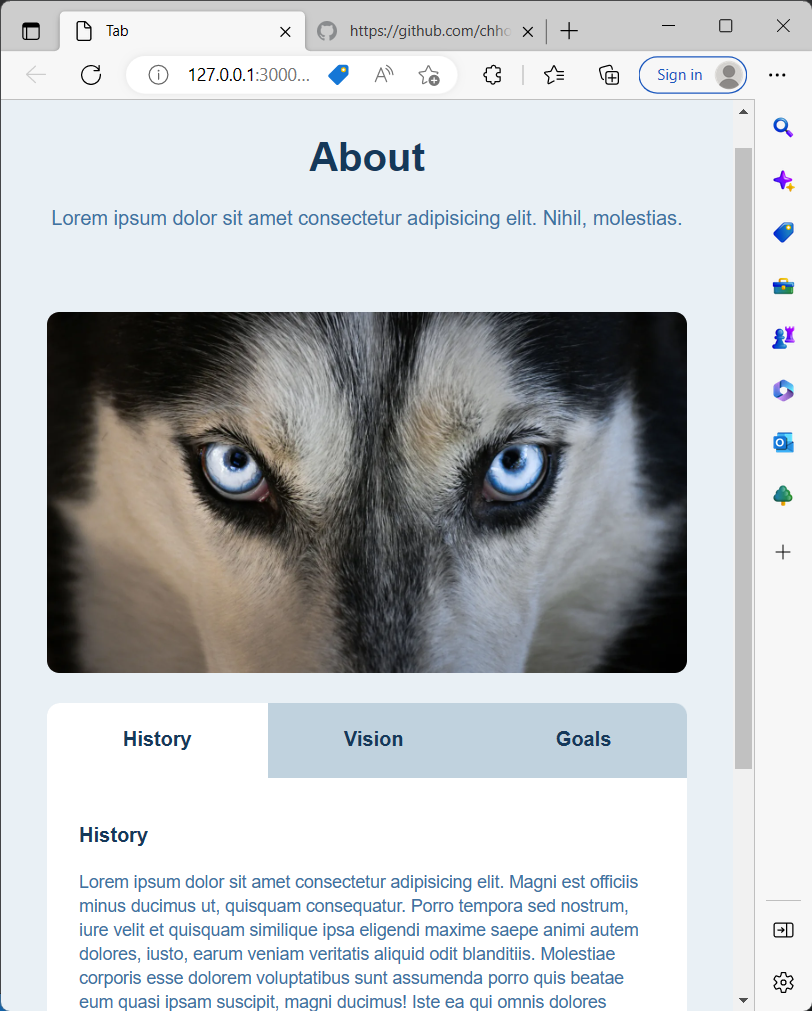 Tab
https://github.com/chho
127.0.0.1:3000...
Sign in
About
Lorem ipsum dolor sit amet consectetur adipisicing elit. Nihil, molestias.
History
Vision
Goals
History
Lorem ipsum dolor sit amet consectetur adipisicing elit. Magni est officiis
minus ducimus ut, quisquam consequatur. Porro tempora sed nostrum,
iure velit et quisquam similique ipsa eligendi maxime saepe animi autem
dolores, iusto, earum veniam veritatis aliquid odit blanditiis. Molestiae
corporis esse dolorem voluptatibus sunt assumenda porro quis beatae
eum quasi ipsam suscipit, magni ducimus! Iste ea qui omnis dolores